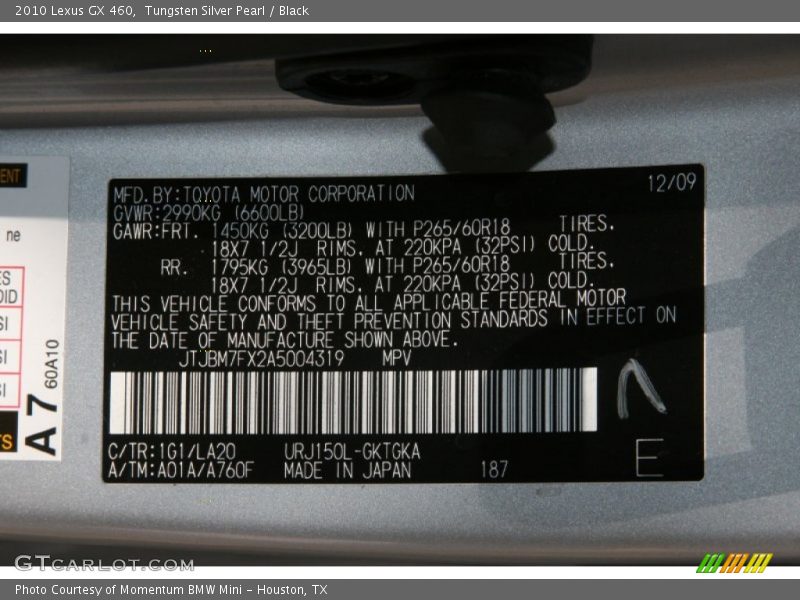 2010 Lexus GX 460,  Tungsten Silver Pearl / Black
MFD.BY:TOYOTA MOTOR CORPORATION 12/09
GVWR:2990KG (6600LB)
GAWR:FRT. 1450KG (3200LB) WITH P265/60R18 TIRES.
18X7 1/2J RIMS. AT 220KPA (32PSI) COLD.
RR. 1795KG (3965LB) WITH P265/60R18 TIRES.
18X7 1/2J RIMS. AT 220KPA (32PSI) COLD.
THIS VEHICLE CONFORMS TO ALL APPLICABLE FEDERAL MOTOR
VEHICLE SAFETY AND THEFT PREVENTION STANDARDS IN EFFECT ON
THE DATE OF MANUFACTURE SHOWN ABOVE.
JTJBM7FX2A5004319 MPV
C/TR:1G1/LA20 URJ150L-GKTGKA
A/TM:A01A/A760F MADE IN JAPAN 187
E
ne
A 7 60A10
GTCARLOT.COM
Photo Courtesy of Momentum BMW Mini - Houston, TX